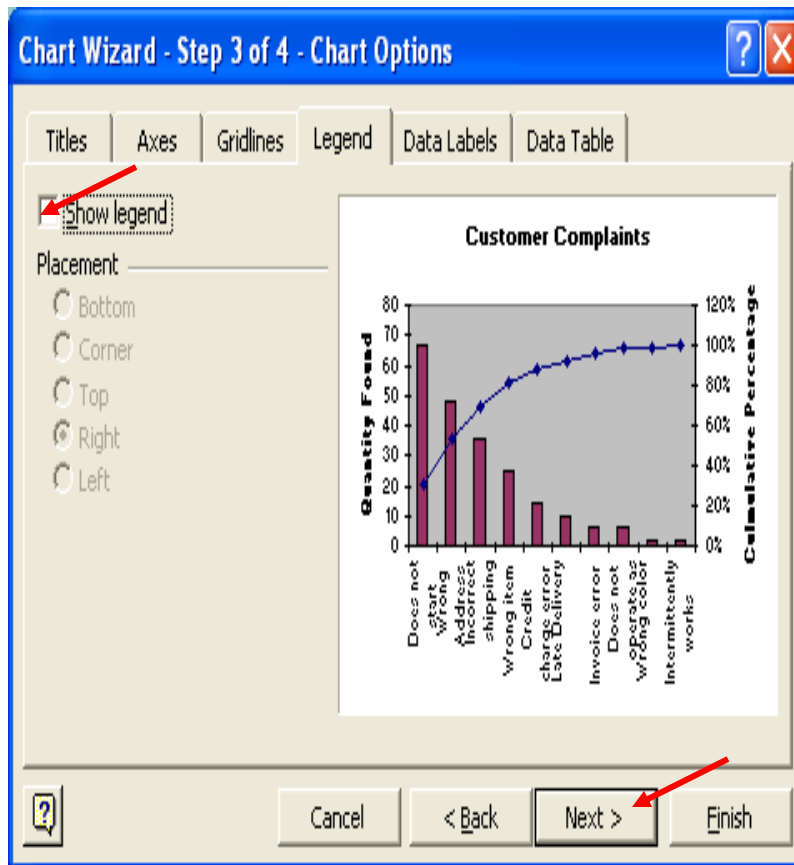 Chart Wizard - Step 3 of 4 - Chart Options
Titles
Axes
Gridlines
Legend
Data Labels
Data Table
Show legend
Placement
Bottom
Corner
Top
Right
Left
Customer Complaints
Quantity Found
80
70
60
50
40
30
20
10
0
120%
100%
80%
60%
40%
20%
0%
Culmulative Percentage
Does not
start
Wrong
Address
Incorrect
shipping
Wrong item
Credit
charge error
Late Delivery
Invoice error
Does not
operate as
Wrong color
Intermittently
works
Cancel
< Back
Next >
Finish